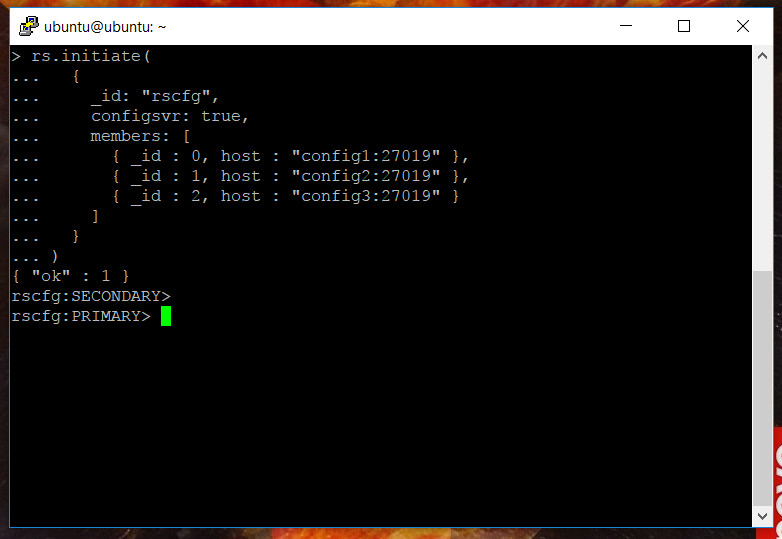 ubuntu@ubuntu: ~
> rs.initiate(
...   {
...     _id: "rscfg",
...     configsvr: true,
...     members: [
...       { _id : 0, host : "config1:27019" },
...       { _id : 1, host : "config2:27019" },
...       { _id : 2, host : "config3:27019" }
...     ]
...   }
... )
{ "ok" : 1 }
rscfg:SECONDARY>
rscfg:PRIMARY>